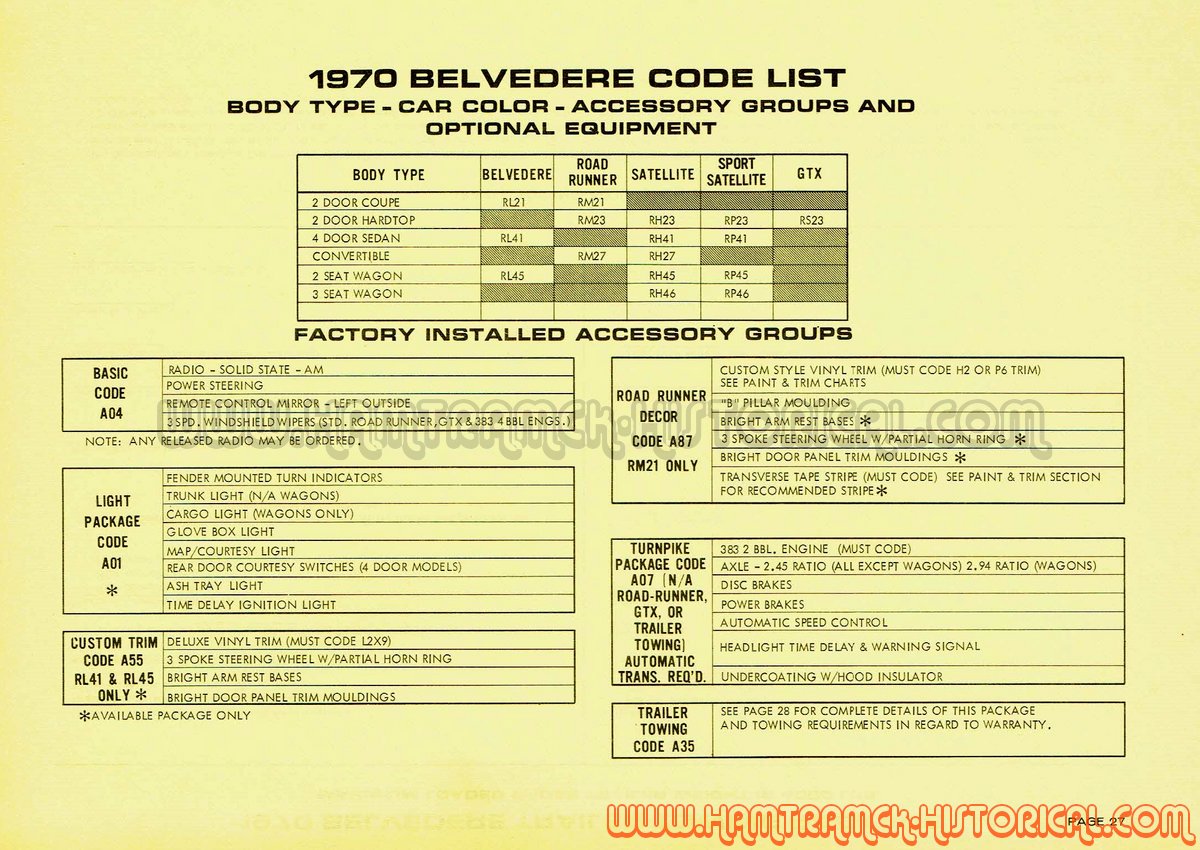 1970 BELVEDERE CODE LIST
BODY TYPE - CAR COLOR - ACCESSORY GROUPS AND
OPTIONAL EQUIPMENT
BODY TYPE BELVEDERE ROAD RUNNER SATELLITE SPORT SATELLITE GTX
2 DOOR COUPE RL21 RM21
2 DOOR HARDTOP RM23 RH23 RP23 RS23
4 DOOR SEDAN RL41 RH41 RP41
CONVERTIBLE RM27 RH27
2 SEAT WAGON RL45 RH45 RP45
3 SEAT WAGON RH46 RP46
FACTORY INSTALLED ACCESSORY GROUPS
BASIC
CODE
A04
RADIO - SOLID STATE - AM
POWER STEERING
REMOTE CONTROL MIRROR - LEFT OUTSIDE
3 SPD. WINDSHIELD WIPERS (STD. ROAD RUNNER, GTX & 383 4 BBL ENGS.)
NOTE: ANY RELEASED RADIO MAY BE ORDERED.
LIGHT
PACKAGE
CODE
A01
*
FENDER MOUNTED TURN INDICATORS
TRUNK LIGHT (N/A WAGONS)
CARGO LIGHT (WAGONS ONLY)
GLOVE BOX LIGHT
MAP/COURTESY LIGHT
REAR DOOR COURTESY SWITCHES (4 DOOR MODELS)
ASH TRAY LIGHT
TIME DELAY IGNITION LIGHT
CUSTOM TRIM
CODE A55
RL41 & RL45
ONLY *
DELUXE VINYL TRIM (MUST CODE L2X9)
3 SPOKE STEERING WHEEL W/PARTIAL HORN RING
BRIGHT ARM REST BASES
BRIGHT DOOR PANEL TRIM MOULDINGS
*AVAILABLE PACKAGE ONLY
ROAD RUNNER
DECOR
CODE A87
RM21 ONLY
CUSTOM STYLE VINYL TRIM (MUST CODE H2 OR P6 TRIM)
SEE PAINT & TRIM CHARTS
"B" PILLAR MOULDING
BRIGHT ARM REST BASES *
3 SPOKE STEERING WHEEL W/PARTIAL HORN RING *
BRIGHT DOOR PANEL TRIM MOULDINGS *
TRANSVERSE TAPE STRIPE (MUST CODE) SEE PAINT & TRIM SECTION
FOR RECOMMENDED STRIPE*
TURNPIKE
PACKAGE CODE
A07 (N/A
ROAD-RUNNER,
GTX, OR
TRAILER
TOWING)
AUTOMATIC
TRANS. REQ'D.
383 2 BBL. ENGINE (MUST CODE)
AXLE - 2.45 RATIO (ALL EXCEPT WAGONS) 2.94 RATIO (WAGONS)
DISC BRAKES
POWER BRAKES
AUTOMATIC SPEED CONTROL
HEADLIGHT TIME DELAY & WARNING SIGNAL
UNDERCOATING W/HOOD INSULATOR
TRAILER
TOWING
CODE A35
SEE PAGE 28 FOR COMPLETE DETAILS OF THIS PACKAGE
AND TOWING REQUIREMENTS IN REGARD TO WARRANTY.
WWW.HAMTRAMCK-HISTORICAL.COM
PAGE 27
WWW.HAMTRAMCK-HISTORICAL.COM